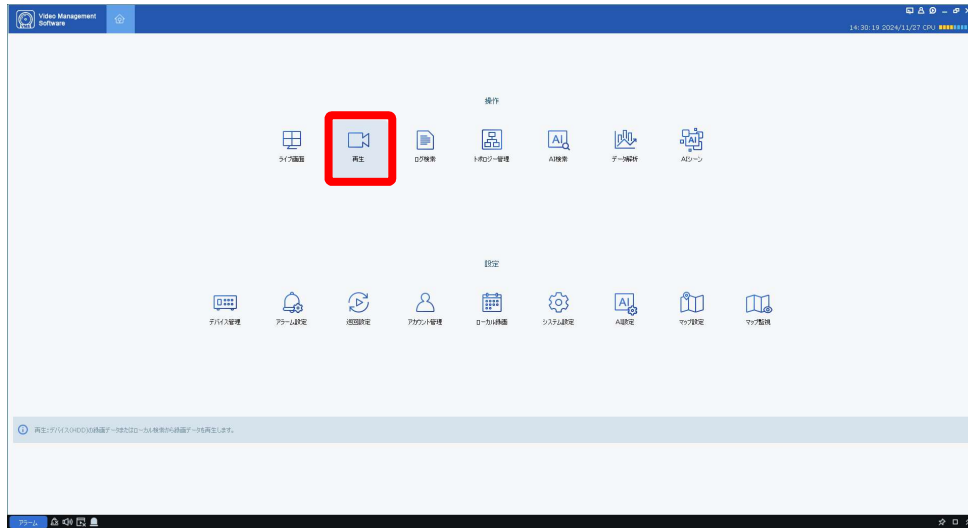 Video Management
Software
14:30:19 2024/11/27 CPU
操作
ライブ画面
再生
ログ検索
トポロジー管理
AI検索
データ解析
AIシーン
設定
デバイス管理
アラーム設定
巡回設定
アカウント管理
ローカル録画
システム設定
AI設定
マップ設定
マップ監視
再生:デバイス(HDD)の録画データまたはローカル検索から録画データを再生します。
アラーム